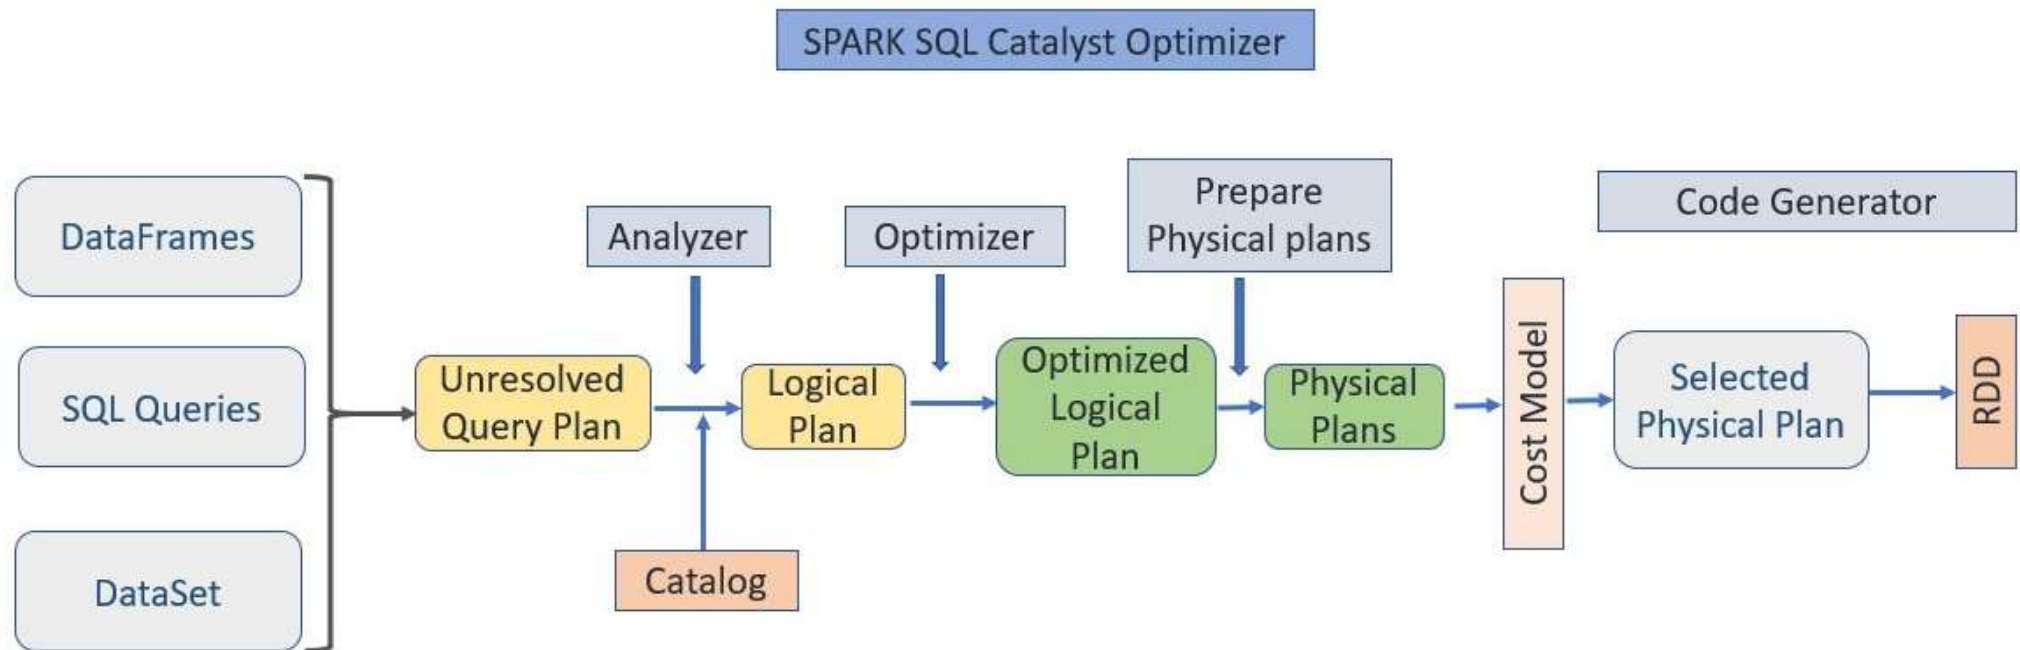 SPARK SQL Catalyst Optimizer
DataFrames
SQL Queries
DataSet
Unresolved
Query Plan
Analyzer
Catalog
Logical
Plan
Optimizer
Optimized
Logical
Plan
Prepare
Physical plans
Physical
Plans
Cost Model
Code Generator
Selected
Physical Plan
RDD